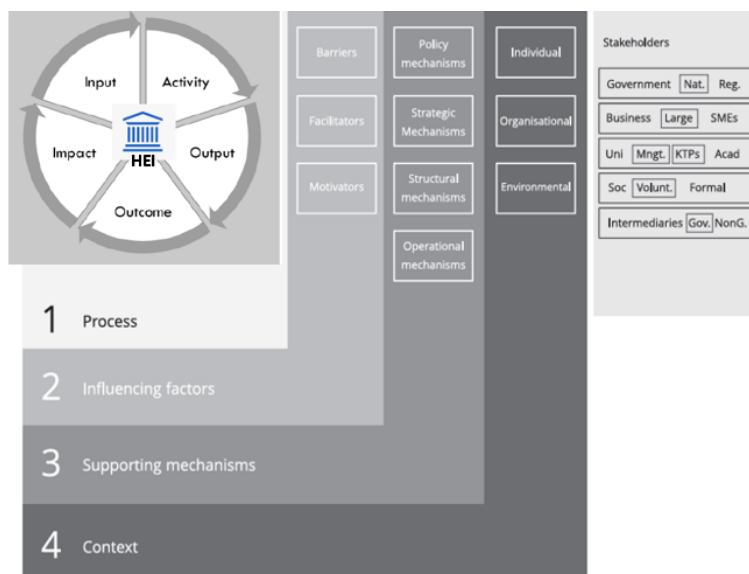 Input
Activity
Impact
HEI
Output
Outcome
Barriers
Facilitators
Motivators
Policy
mechanisms
Strategic
Mechanisms
Structural
mechanisms
Operational
mechanisms
Individual
Organisational
Environmental
1 Process
2 Influencing factors
3 Supporting mechanisms
4 Context
Stakeholders
Government Nat. Reg.
Business Large SMEs
Uni Mngt. KTPs Acad
Soc Volunt. Formal
Intermediaries Gov. NonG.